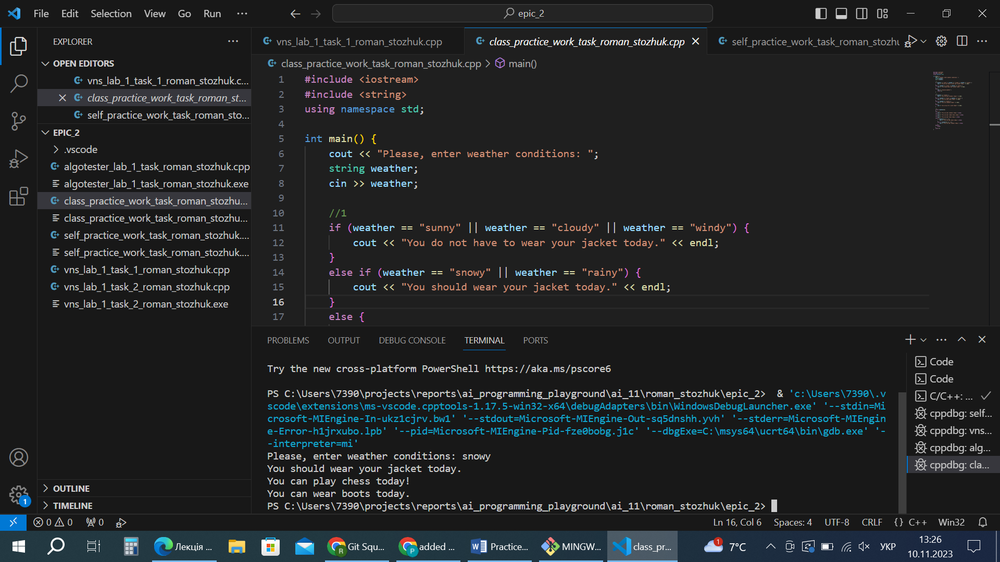 File Edit Selection View Go Run ...
epic_2
EXPLORER
OPEN EDITORS
vns_lab_1_task_1_roman_stozhuk.c...
class_practice_work_task_roman_st...
self_practice_work_task_roman_sto...
EPIC_2
.vscode
algotester_lab_1_task_roman_stozhuk.cpp
algotester_lab_1_task_roman_stozhuk.exe
class_practice_work_task_roman_stozhu...
class_practice_work_task_roman_stozhu...
self_practice_work_task_roman_stozhuk....
self_practice_work_task_roman_stozhuk....
vns_lab_1_task_1_roman_stozhuk.cpp
vns_lab_1_task_2_roman_stozhuk.cpp
vns_lab_1_task_2_roman_stozhuk.exe
OUTLINE
TIMELINE
1
vns_lab_1_task_1_roman_stozhuk.cpp class_practice_work_task_roman_stozhuk.cpp self_practice_work_task_roman_stozhu
class_practice_work_task_roman_stozhuk.cpp > main()
1 #include <iostream>
2 #include <string>
3 using namespace std;
4
5 int main() {
6 cout << "Please, enter weather conditions: ";
7 string weather;
8 cin >> weather;
9
10 //1
11 if (weather == "sunny" || weather == "cloudy" || weather == "windy") {
12 cout << "You do not have to wear your jacket today." << endl;
13 }
14 else if (weather == "snowy" || weather == "rainy") {
15 cout << "You should wear your jacket today." << endl;
16 }
17 else {
PROBLEMS OUTPUT DEBUG CONSOLE TERMINAL PORTS
Try the new cross-platform PowerShell https://aka.ms/pscore6
PS C:\Users\7390\projects\reports\ai_programming_playground\ai_11\roman_stozhuk\epic_2> & 'c:\Users\7390\.v
scode\extensions\ms-vscode.cpptools-1.17.5-win32-x64\debugAdapters\bin\WindowsDebugLauncher.exe' '--stdin=Mi
crosoft-MIEngine-In-ukz1cjrv.bw1' '--stdout=Microsoft-MIEngine-Out-sq5dnshh.yvh' '--stderr=Microsoft-MIEngin
e-Error-h1jrxubo.lpb' '--pid=Microsoft-MIEngine-Pid-fze0bobg.j1c' '--dbgExe=C:\msys64\ucrt64\bin\gdb.exe' '-
-interpreter=mi'
Please, enter weather conditions: snowy
You should wear your jacket today.
You can play chess today!
You can wear boots today.
PS C:\Users\7390\projects\reports\ai_programming_playground\ai_11\roman_stozhuk\epic_2>
Code
Code
C/C++: ...
cppdbg: self...
cppdbg: vns...
cppdbg: alg...
cppdbg: cla...
0 0 0 Ln 16, Col 6 Spaces: 4 UTF-8 CRLF {} C++ Win32
Лекція ... R Git Squ... P added ... W Practice... MINGW... class_pr... 1 7°C УКР 13:26
10.11.2023